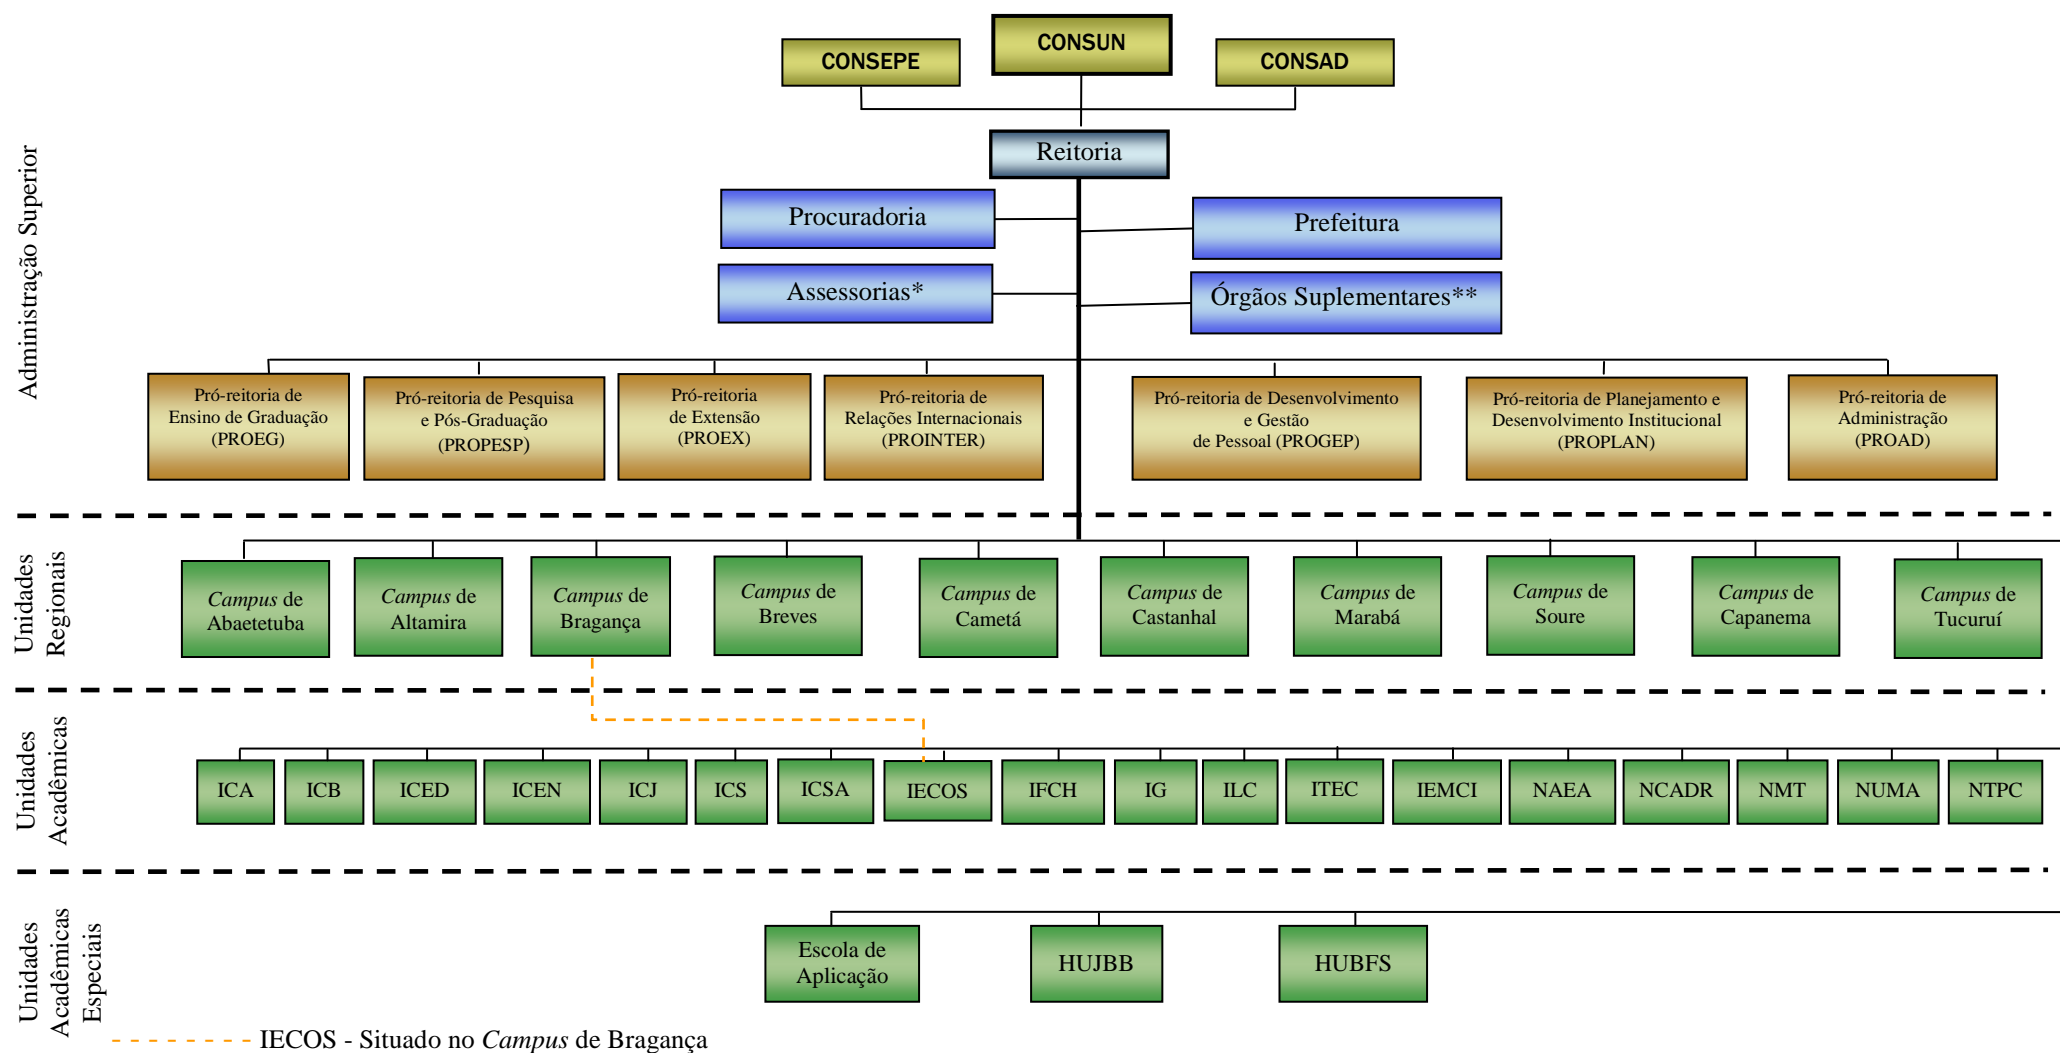 CONSEPE
CONSUN
CONSAD
Reitoria
Administração Superior
Procuradoria
Prefeitura
Assessorias*
Órgãos Suplementares**
Pró-reitoria de
Ensino de Graduação
(PROEG)
Pró-reitoria de Pesquisa
e Pós-Graduação
(PROPESP)
Pró-reitoria
de Extensão
(PROEX)
Pró-reitoria de
Relações Internacionais
(PROINTER)
Pró-reitoria de Desenvolvimento
e Gestão
de Pessoal (PROGEP)
Pró-reitoria de Planejamento e
Desenvolvimento Institucional
(PROPLAN)
Pró-reitoria de
Administração
(PROAD)
Unidades
Regionais
Campus de
Abaetetuba
Campus de
Altamira
Campus de
Bragança
Campus de
Breves
Campus de
Cametá
Campus de
Castanhal
Campus de
Marabá
Campus de
Soure
Campus de
Capanema
Campus de
Tucuruí
Unidades
Acadêmicas
ICA
ICB
ICED
ICEN
ICJ
ICS
ICSA
IECOS
IFCH
IG
ILC
ITEC
IEMCI
NAEA
NCADR
NMT
NUMA
NTPC
Unidades
Acadêmicas
Especiais
Escola de
Aplicação
HUJBB
HUBFS
IECOS - Situado no Campus de Bragança